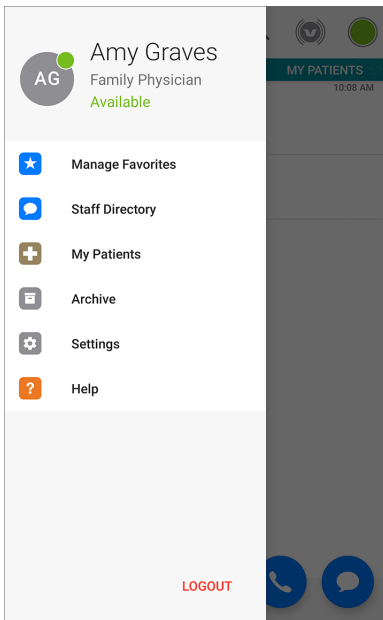 AG
Amy Graves
Family Physician
Available
MY PATIENTS
10:08 AM
Manage Favorites
Staff Directory
My Patients
Archive
Settings
? Help
LOGOUT